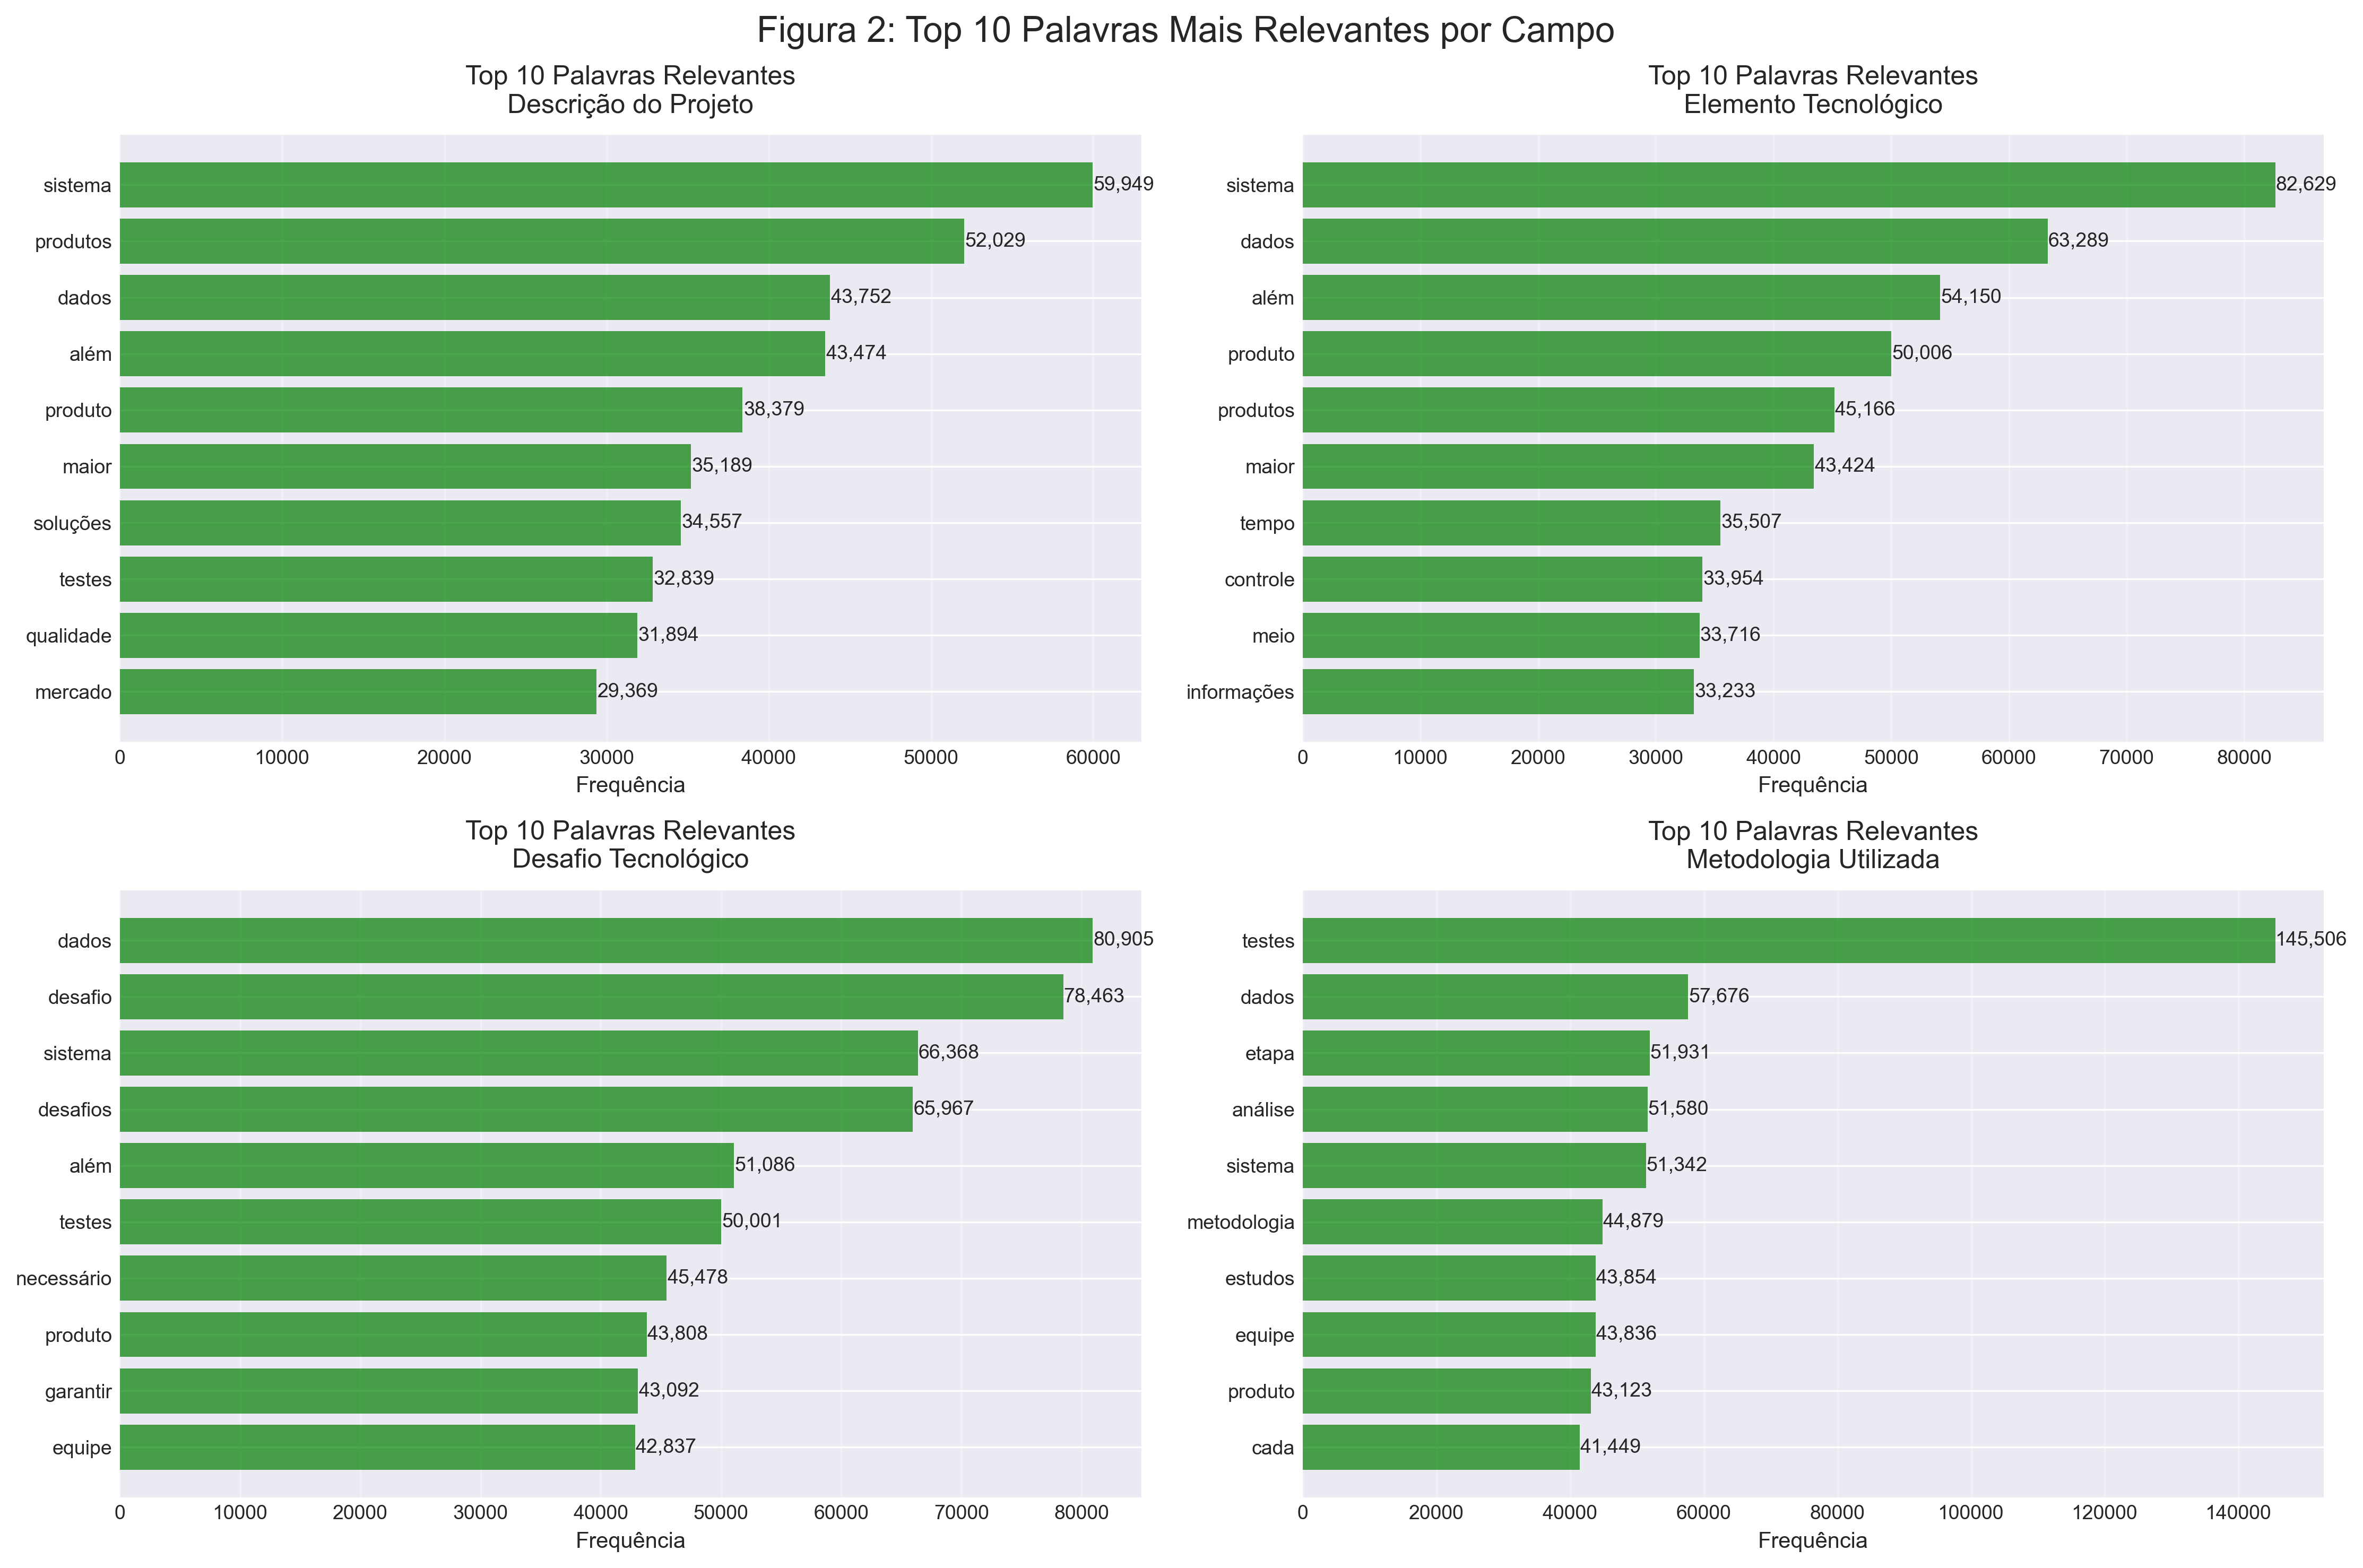 Figura 2: Top 10 Palavras Mais Relevantes por Campo
Top 10 Palavras Relevantes
Descrição do Projeto
sistema 59,949
produtos 52,029
dados 43,752
além 43,474
produto 38,379
maior 35,189
soluções 34,557
testes 32,839
qualidade 31,894
mercado 29,369
0 10000 20000 30000 40000 50000 60000
Frequência
Top 10 Palavras Relevantes
Elemento Tecnológico
sistema 82,629
dados 63,289
além 54,150
produto 50,006
produtos 45,166
maior 43,424
tempo 35,507
controle 33,954
meio 33,716
informações 33,233
0 10000 20000 30000 40000 50000 60000 70000 80000
Frequência
Top 10 Palavras Relevantes
Desafio Tecnológico
dados 80,905
desafio 78,463
sistema 66,368
desafios 65,967
além 51,086
testes 50,001
necessário 45,478
produto 43,808
garantir 43,092
equipe 42,837
0 10000 20000 30000 40000 50000 60000 70000 80000
Frequência
Top 10 Palavras Relevantes
Metodologia Utilizada
testes 145,506
dados 57,676
etapa 51,931
análise 51,580
sistema 51,342
metodologia 44,879
estudos 43,854
equipe 43,836
produto 43,123
cada 41,449
0 20000 40000 60000 80000 100000 120000 140000
Frequência